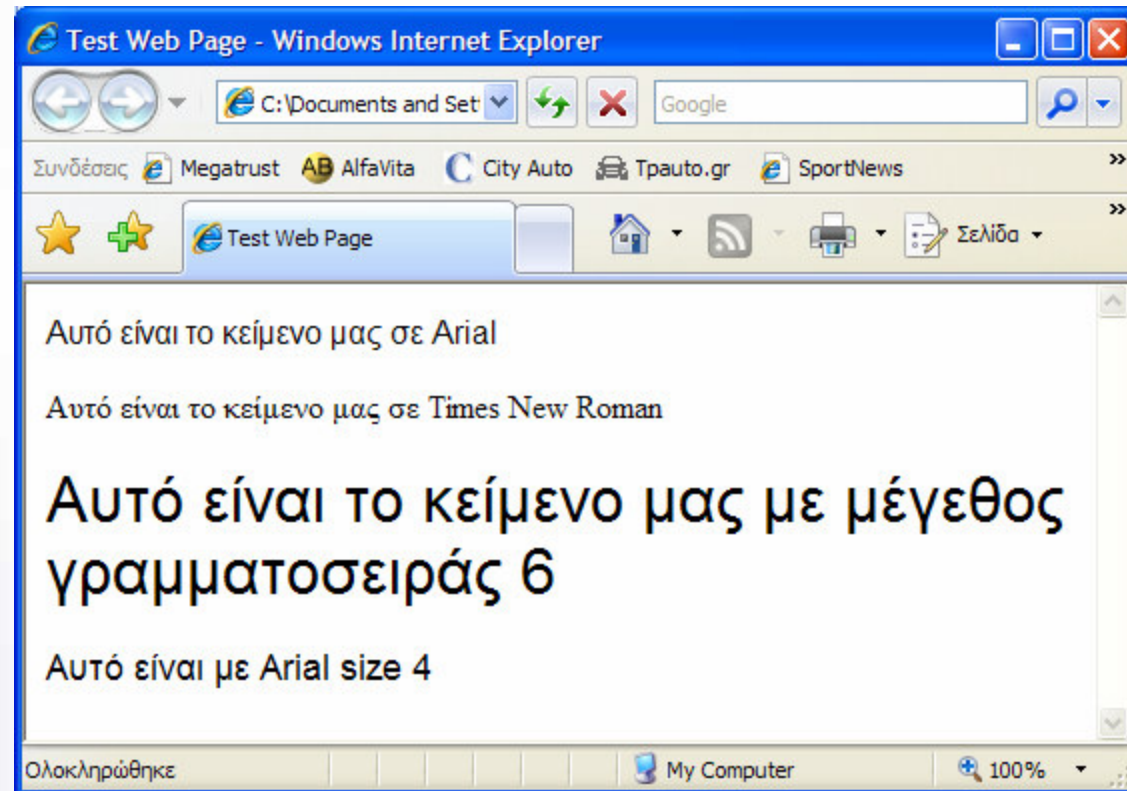 Test Web Page - Windows Internet Explorer
C:\Documents and Set Google
Συνδέσεις Megatrust AB AlfaVita C City Auto Tpauto.gr SportNews »
Test Web Page Σελίδα »
Αυτό είναι το κείμενο μας σε Arial
Αυτό είναι το κείμενο μας σε Times New Roman
Αυτό είναι το κείμενο μας με μέγεθος
γραμματοσειράς 6
Αυτό είναι με Arial size 4
Ολοκληρώθηκε My Computer 100%